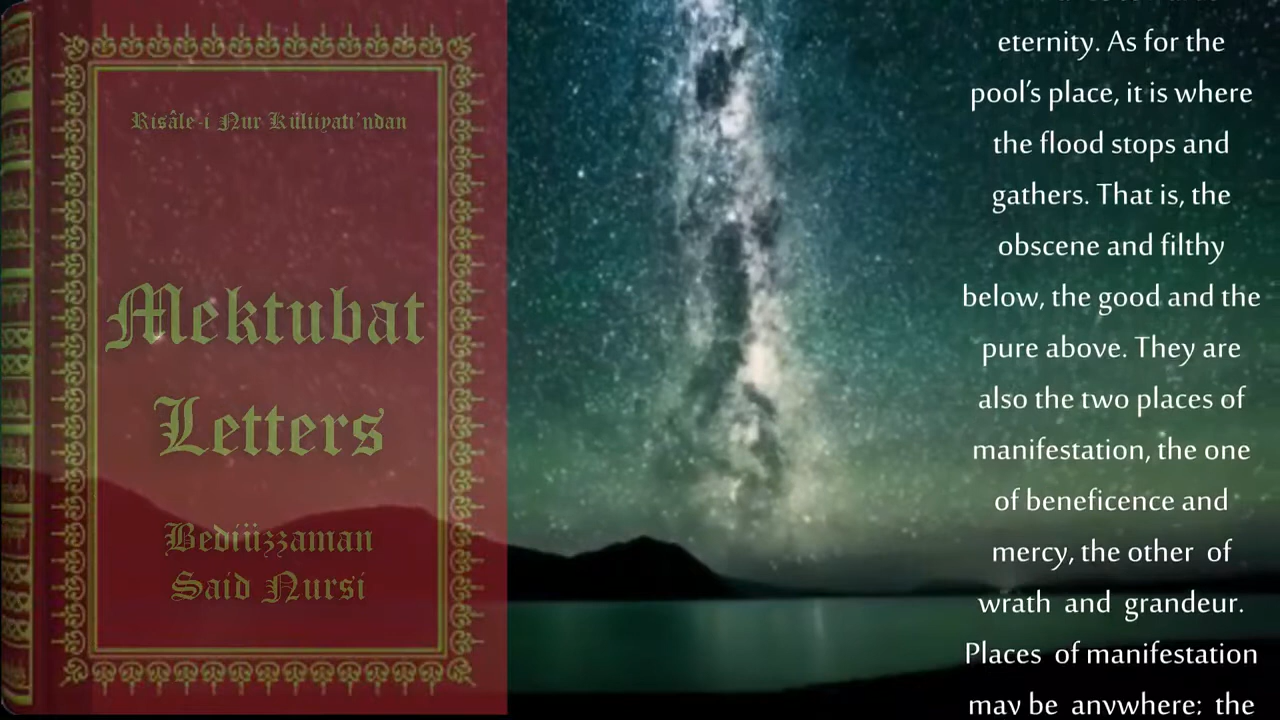 Risâle-i Nur Küliiyatı'ndan
Mektubat
Letters
Bediüzzaman
Said Nursi
eternity. As for the
pool's place, it is where
the flood stops and
gathers. That is, the
obscene and filthy
below, the good and the
pure above. They are
also the two places of
manifestation, the one
of beneficence and
mercy, the other of
wrath and grandeur.
Places of manifestation
may be anywhere; the